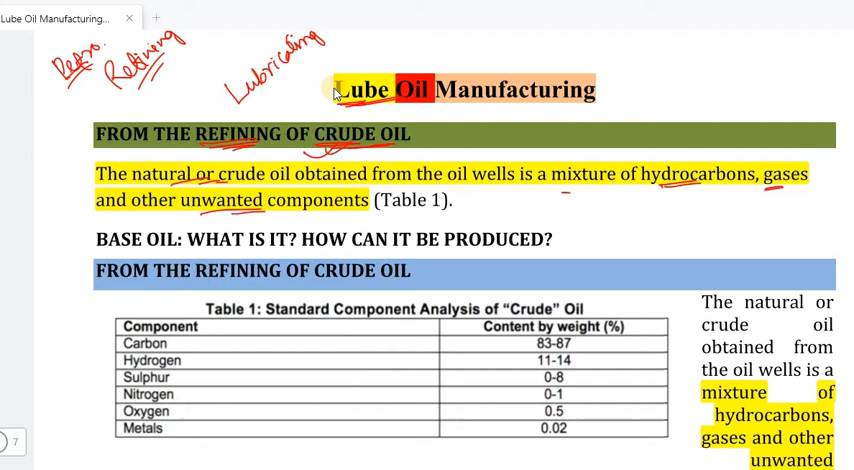 Lube Oil Manufacturing...
Petro.
Refining
Lubricating
Lube Oil Manufacturing
FROM THE REFINING OF CRUDE OIL
The natural or crude oil obtained from the oil wells is a mixture of hydrocarbons, gases
and other unwanted components (Table 1).
BASE OIL: WHAT IS IT? HOW CAN IT BE PRODUCED?
FROM THE REFINING OF CRUDE OIL
Table 1: Standard Component Analysis of “Crude” Oil
Component Content by weight (%)
Carbon 83-87
Hydrogen 11-14
Sulphur 0-8
Nitrogen 0-1
Oxygen 0.5
Metals 0.02
The natural or
crude oil
obtained from
the oil wells is a
mixture of
hydrocarbons,
gases and other
unwanted
7